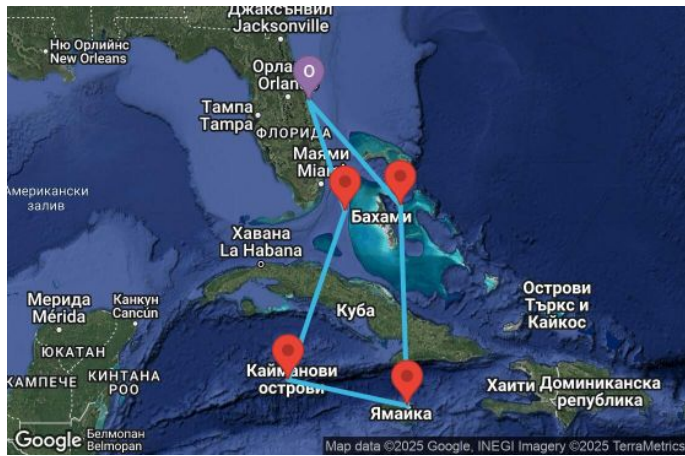 Джаксънвил
Jacksonville
Ню Орлийнс
New Orleans
O
Орла
Orlan
Тампа
Tampa
ФЛОРИДА
Маями
Miam
Американски
залив
Бахами
Хавана
La Habana
Мерида
Mérida
Канкун
Cancún
Куба
Острови
Търкс и
Кайкос
ЮКАТАН
КАМПЕЧЕ
КИНТАНА
РОО
Кайманови
острови
Ямайка
Хаити
Доминиканска
република
Google
Белмопан
Belmopan
Map data ©2025 Google, INEGI Imagery ©2025 TerraMetrics